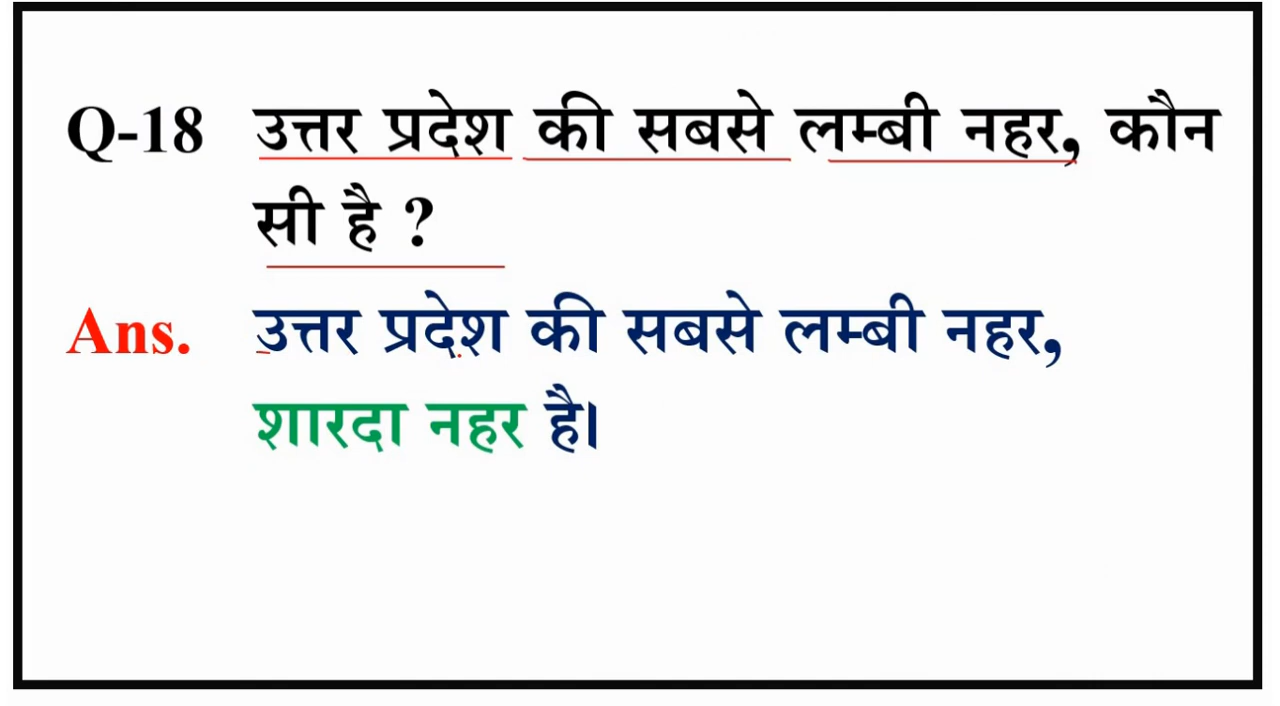 Q-18 उत्तर प्रदेश की सबसे लम्बी नहर, कौन
सी है ?
Ans. उत्तर प्रदेश की सबसे लम्बी नहर,
शारदा नहर है।